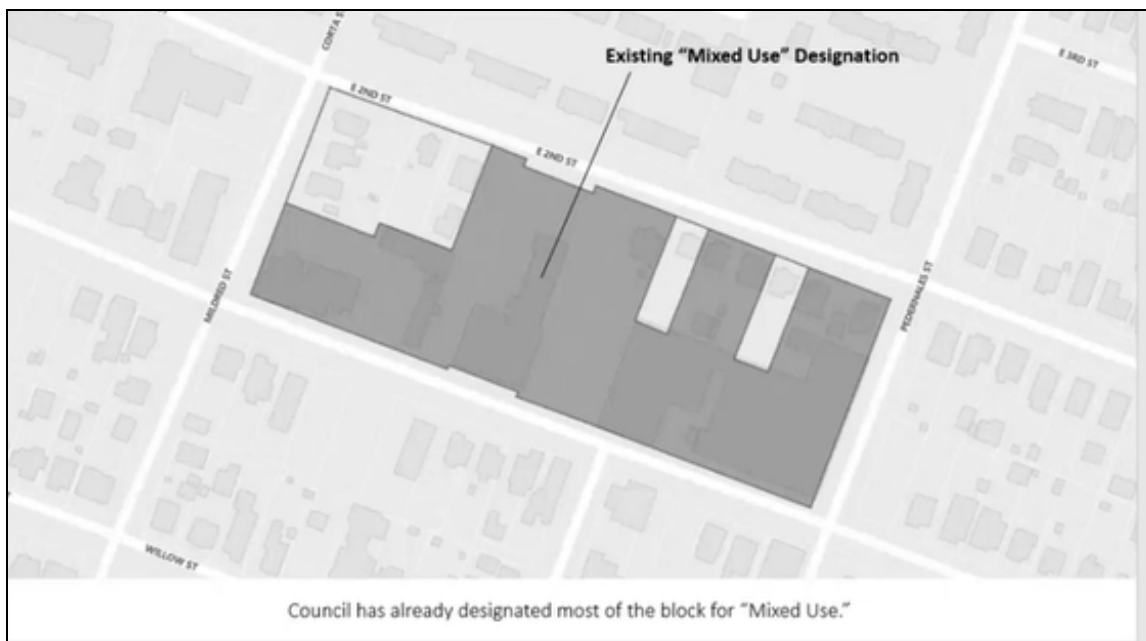 CORTA S
Existing “Mixed Use” Designation
E 3RD ST
E 2ND ST
E 2ND ST
MILDRED ST
PEDERNALES ST
WILLOW ST
Council has already designated most of the block for “Mixed Use.”